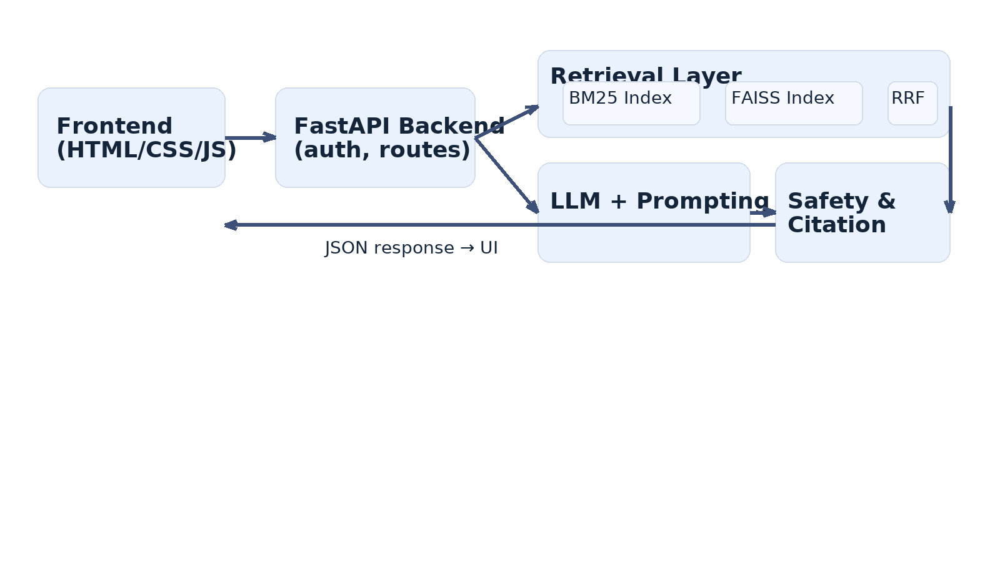 Frontend
(HTML/CSS/JS)
FastAPI Backend
(auth, routes)
Retrieval Layer
BM25 Index
FAISS Index
RRF
LLM + Prompting
Safety &
Citation
JSON response → UI